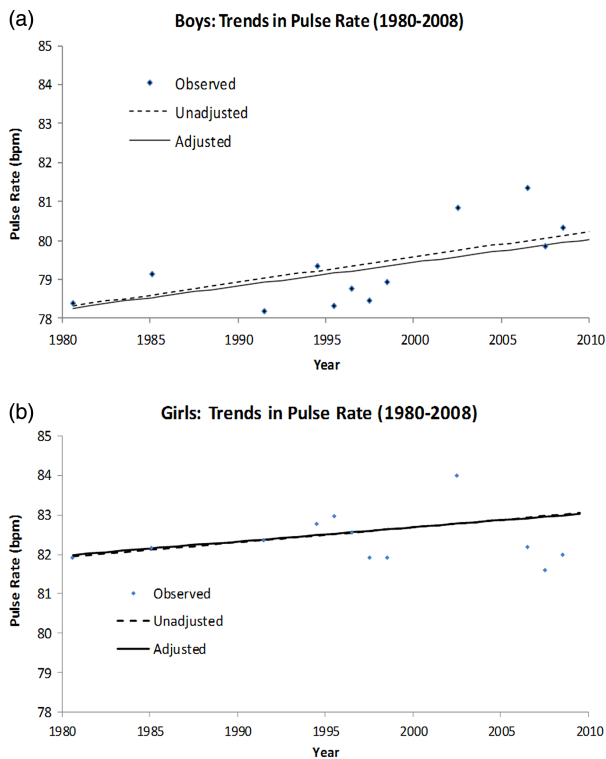 (a)
Boys: Trends in Pulse Rate (1980-2008)
85
84
83
82
81
80
79
78
Pulse Rate (bpm)
Observed
Unadjusted
Adjusted
1980 1985 1990 1995 2000 2005 2010
Year
(b)
Girls: Trends in Pulse Rate (1980-2008)
85
84
83
82
81
80
79
78
Pulse Rate (bpm)
Observed
Unadjusted
Adjusted
1980 1985 1990 1995 2000 2005 2010
Year